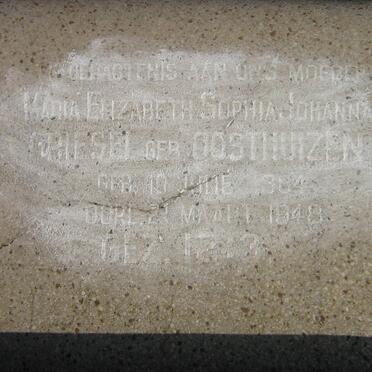 GEDAGTENIS AAN ONS MOEDER
MARIA ELIZABETH SOPHIA JOHANNA
GEB. OOSTHUIZEN
GEB. 10 JULIE
OORL. MAART 1948
GEZ.